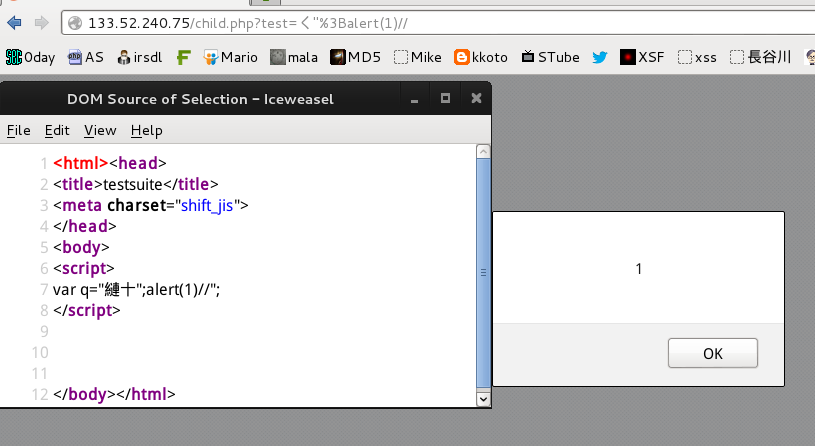 133.52.240.75/child.php?test=く"%3Balert(1)//
0day AS irsdl Mario mala MD5 Mike kkoto STube XSF xss 長谷川
DOM Source of Selection - Iceweasel
File Edit View Help
1 <html><head>
2 <title>testsuite</title>
3 <meta charset="shift_jis">
4 </head>
5 <body>
6 <script>
7 var q="縺十";alert(1)//";
8 </script>
9
10
11
12 </body></html>
1
OK